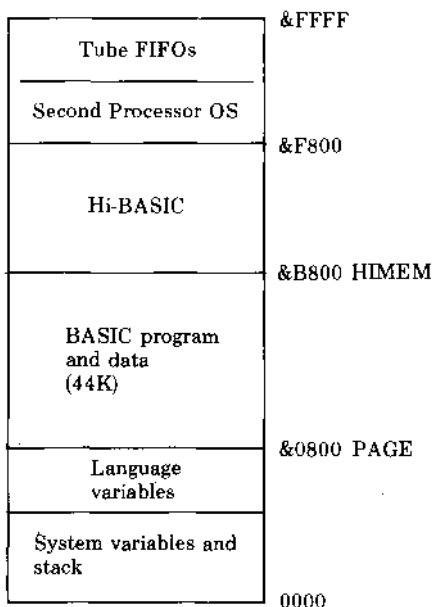 &FFFF
Tube FIFOs
Second Processor OS
&F800
Hi-BASIC
&B800 HIMEM
BASIC program
and data
(44K)
&0800 PAGE
Language
variables
System variables and
stack
0000